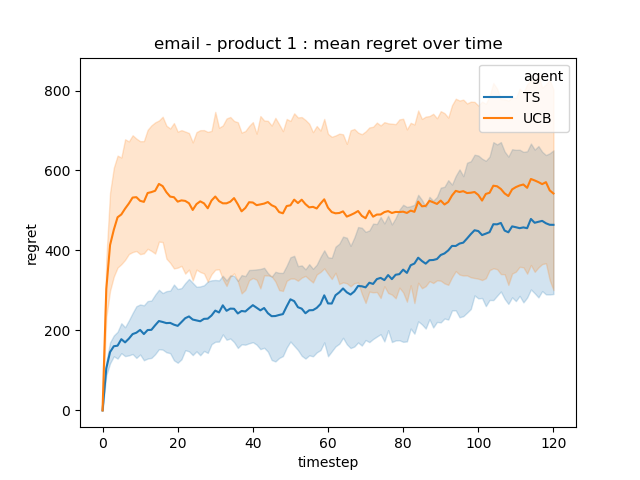 email - product 1 : mean regret over time
agent
TS
UCB
800
600
400
200
0
regret
0 20 40 60 80 100 120
timestep